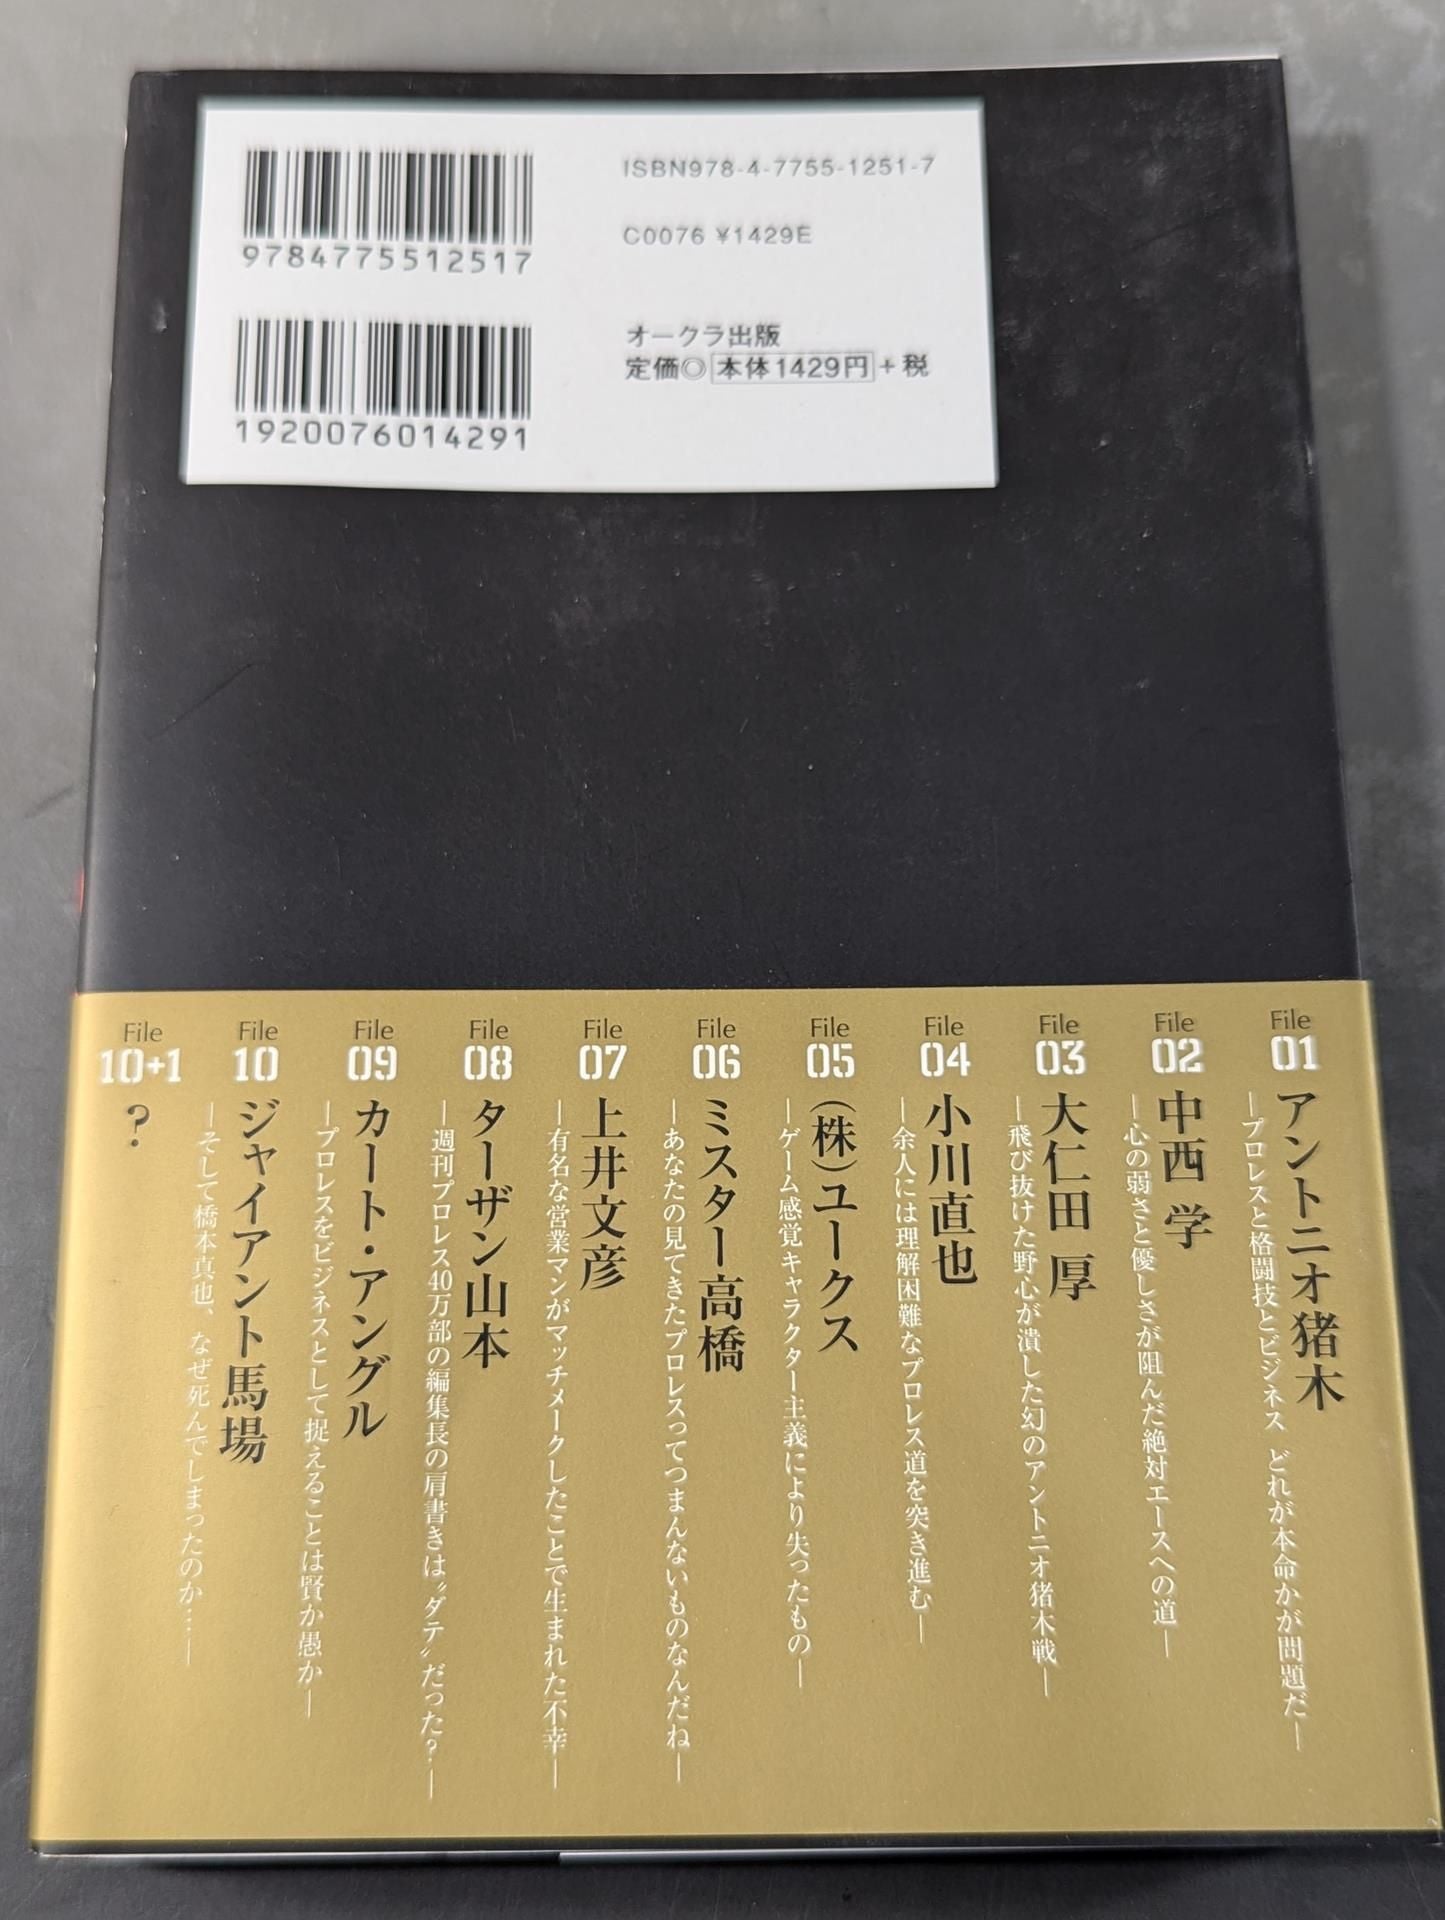 ISBN978-4-7755-1251-7
C0076 ¥1429E
オークラ出版
定価◎本体1429円+税
9784775512517
1920076014291
File
01
アントニオ猪木
―プロレスと格闘技とビジネス どれが本命かが問題だ―
File
02
中西 学
―心の弱さと優しさが阻んだ絶対エースへの道―
File
03
大仁田 厚
―飛び抜けた野心が潰した幻のアントニオ猪木戦―
File
04
小川直也
―余人には理解困難なプロレス道を突き進む―
File
05
(株)ユークス
―ゲーム感覚キャラクター主義により失ったもの―
File
06
ミスター高橋
―あなたの見てきたプロレスってつまんないものなんだね―
File
07
上井文彦
―有名な営業マンがマッチメークしたことで生まれた不幸―
File
08
ターザン山本
―週刊プロレス40万部の編集長の肩書きは〝ダテ〟だった?―
File
09
カート・アングル
―プロレスをビジネスとして捉えることは賢か愚か―
File
10
ジャイアント馬場
―そして橋本真也、なぜ死んでしまったのか…―
File
10+1
?